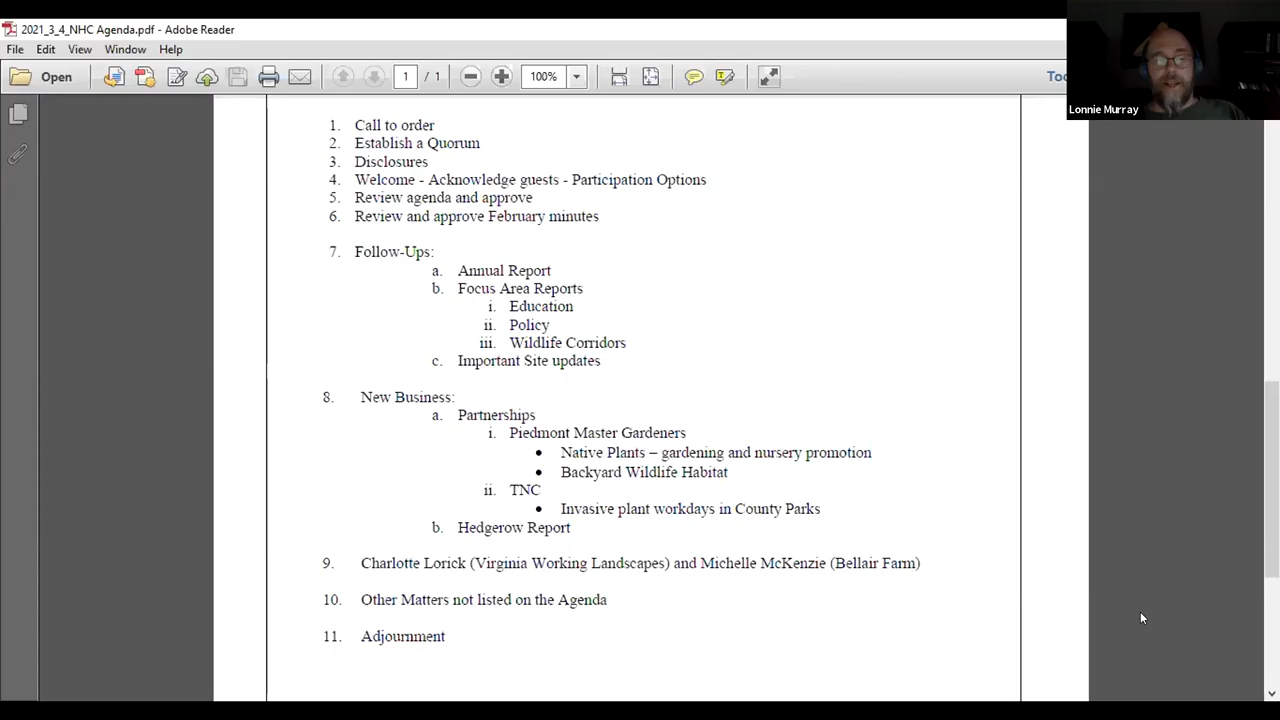 2021_3_4_NHC Agenda.pdf - Adobe Reader
File Edit View Window Help
Open 1 / 1 100%
Lonnie Murray
1. Call to order
2. Establish a Quorum
3. Disclosures
4. Welcome - Acknowledge guests - Participation Options
5. Review agenda and approve
6. Review and approve February minutes
7. Follow-Ups:
a. Annual Report
b. Focus Area Reports
i. Education
ii. Policy
iii. Wildlife Corridors
c. Important Site updates
8. New Business:
a. Partnerships
i. Piedmont Master Gardeners
• Native Plants – gardening and nursery promotion
• Backyard Wildlife Habitat
ii. TNC
• Invasive plant workdays in County Parks
b. Hedgerow Report
9. Charlotte Lorick (Virginia Working Landscapes) and Michelle McKenzie (Bellair Farm)
10. Other Matters not listed on the Agenda
11. Adjournment